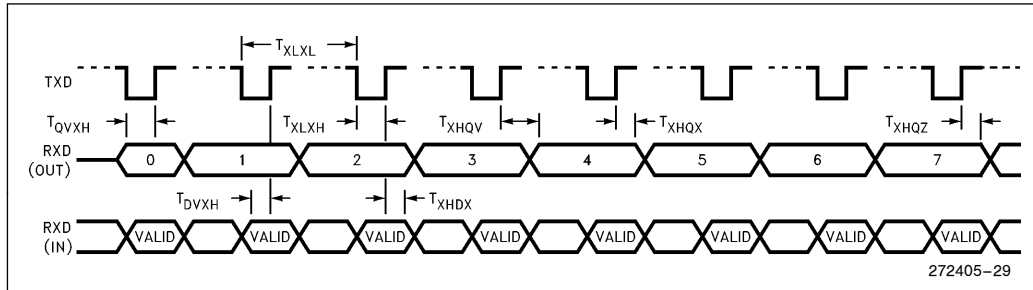 T_XLXL
TXD
T_QVXH T_XLXH T_XHQV T_XHQX T_XHQZ
RXD (OUT) 0 1 2 3 4 5 6 7
T_DVXH T_XHDX
RXD (IN) VALID VALID VALID VALID VALID VALID VALID VALID
272405-29